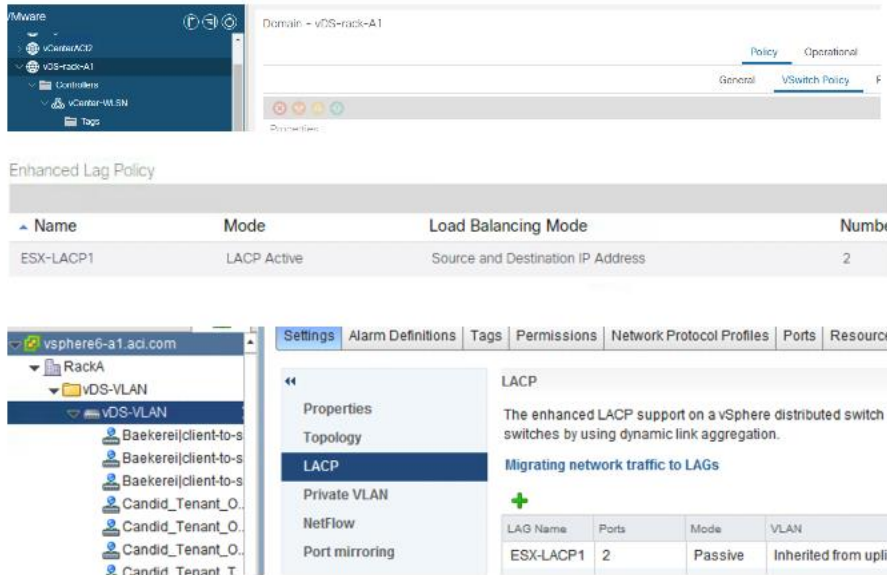 VMware
Domain - vDS-rack-A1
vCenterACI2
vDS-rack-A1
Policy Operational
Controllers
General VSwitch Policy F
vCenter-WLSN
Tags
Properties
Enhanced Lag Policy
Name Mode Load Balancing Mode Numbe
ESX-LACP1 LACP Active Source and Destination IP Address 2
Settings Alarm Definitions Tags Permissions Network Protocol Profiles Ports Resource
vsphere6-a1.aci.com
RackA
vDS-VLAN
vDS-VLAN
Baekerei|client-to-s
Baekerei|client-to-s
Baekerei|client-to-s
Candid_Tenant_O..
Candid_Tenant_O..
Candid_Tenant_O..
Candid_Tenant_T
Properties
Topology
LACP
Private VLAN
NetFlow
Port mirroring
LACP
The enhanced LACP support on a vSphere distributed switch
switches by using dynamic link aggregation.
Migrating network traffic to LAGs
LAG Name Ports Mode VLAN
ESX-LACP1 2 Passive Inherited from upli